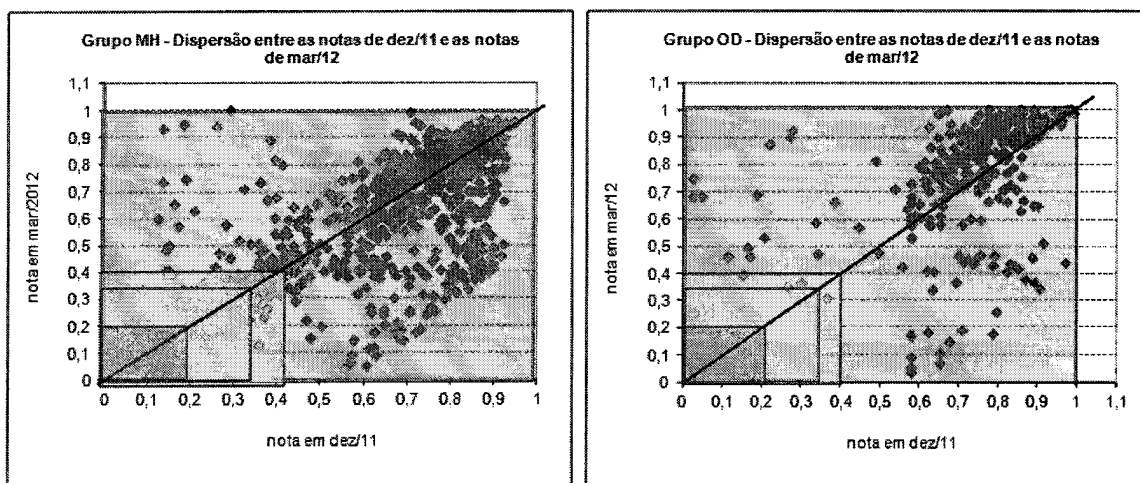 Grupo MH - Dispersão entre as notas de dez/11 e as notas
de mar/12
1,1
1
0,9
0,8
0,7
0,6
0,5
0,4
0,3
0,2
0,1
0
nota em mar/2012
0 0,1 0,2 0,3 0,4 0,5 0,6 0,7 0,8 0,9 1
nota em dez/11
Grupo OD - Dispersão entre as notas de dez/11 e as notas
de mar/12
1,1
1
0,9
0,8
0,7
0,6
0,5
0,4
0,3
0,2
0,1
0
nota em mar/12
0 0,1 0,2 0,3 0,4 0,5 0,6 0,7 0,8 0,9 1 1,1
nota em dez/11